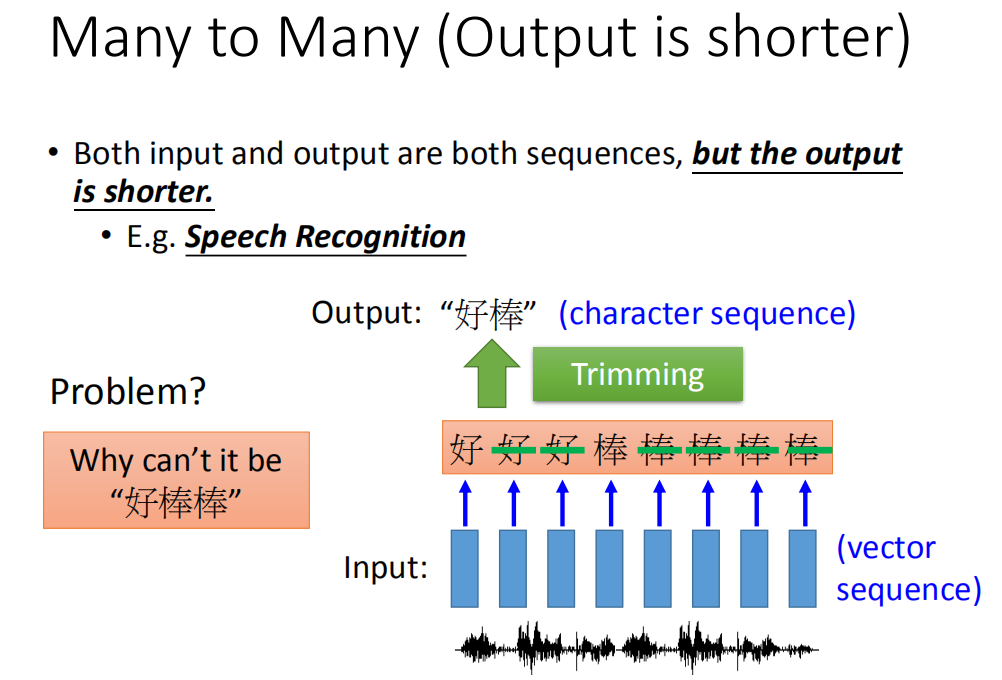 Many to Many (Output is shorter)
• Both input and output are both sequences, but the output
is shorter.
• E.g. Speech Recognition
Output: “好棒” (character sequence)
Trimming
Problem?
Why can’t it be
“好棒棒”
好 好 好 棒 棒 棒 棒 棒
Input:
(vector
sequence)